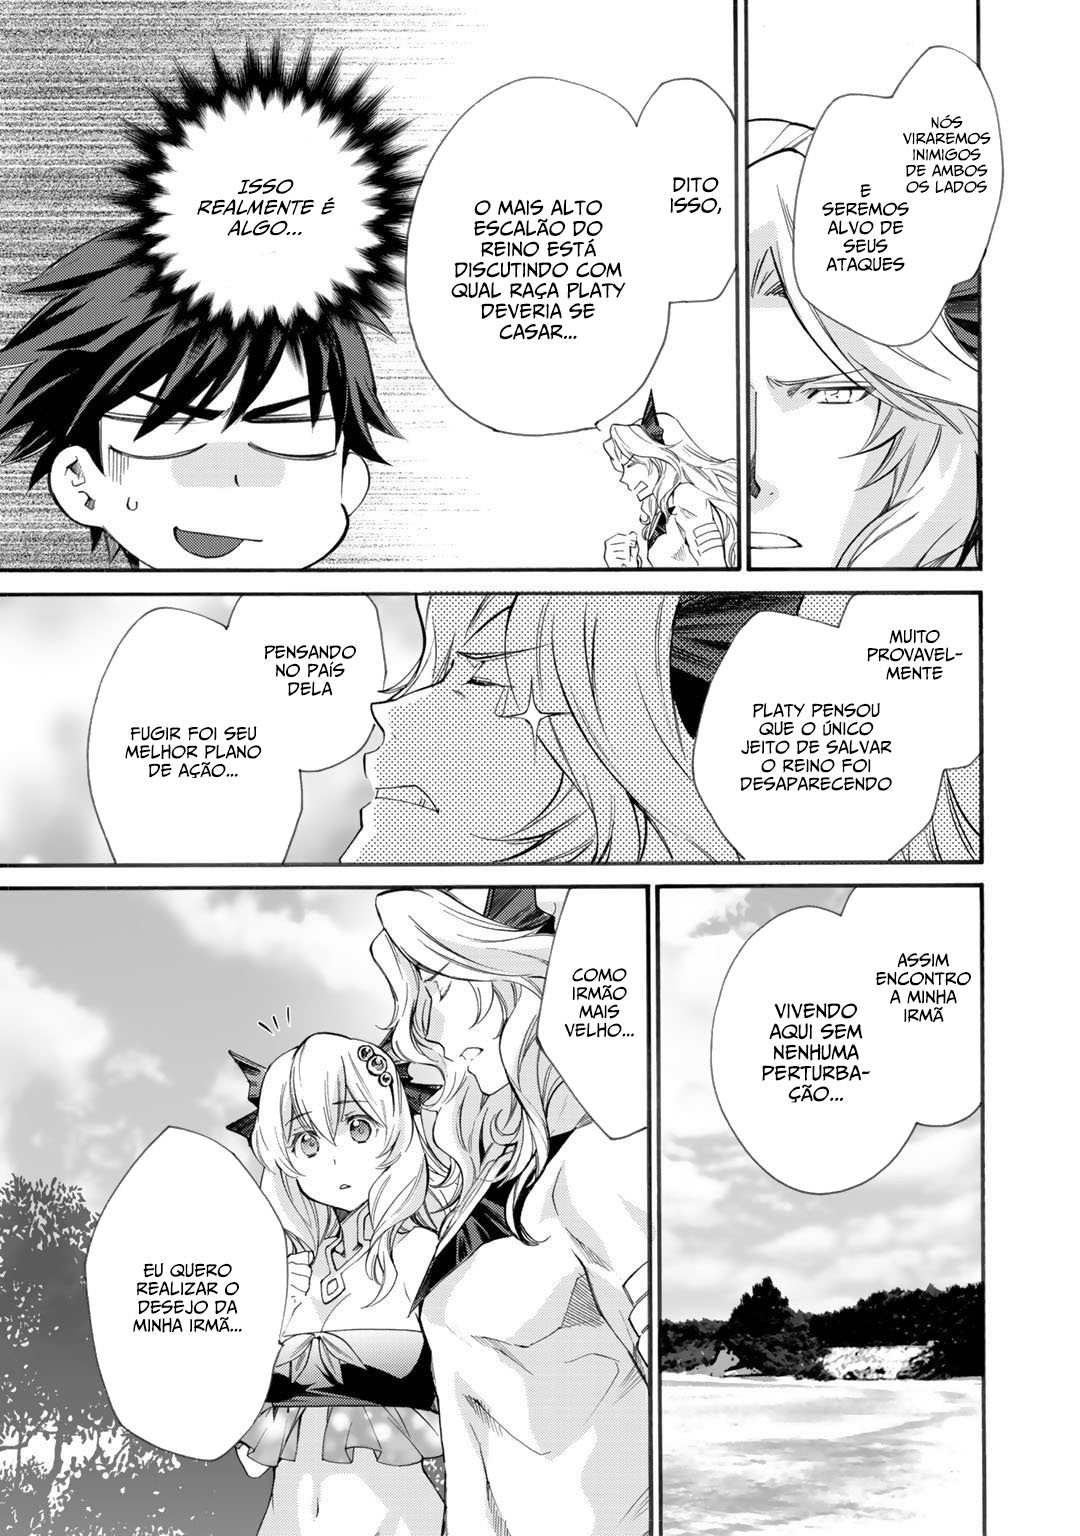 NÓS
VIRAREMOS
INIMIGOS
DE AMBOS
OS LADOS
E
SEREMOS
ALVO DE
SEUS
ATAQUES
DITO
ISSO,
O MAIS ALTO
ESCALÃO DO
REINO ESTÁ
DISCUTINDO COM
QUAL RAÇA PLATY
DEVERIA SE
CASAR...
ISSO
REALMENTE É
ALGO...
MUITO
PROVAVEL-
MENTE
PLATY PENSOU
QUE O ÚNICO
JEITO DE SALVAR
O REINO FOI
DESAPARECENDO
PENSANDO
NO PAÍS
DELA
FUGIR FOI SEU
MELHOR PLANO
DE AÇÃO...
ASSIM
ENCONTRO
A MINHA
IRMÃ
VIVENDO
AQUI SEM
NENHUMA
PERTURBA-
ÇÃO...
COMO
IRMÃO
MAIS
VELHO...
EU QUERO
REALIZAR O
DESEJO DA
MINHA IRMÃ...